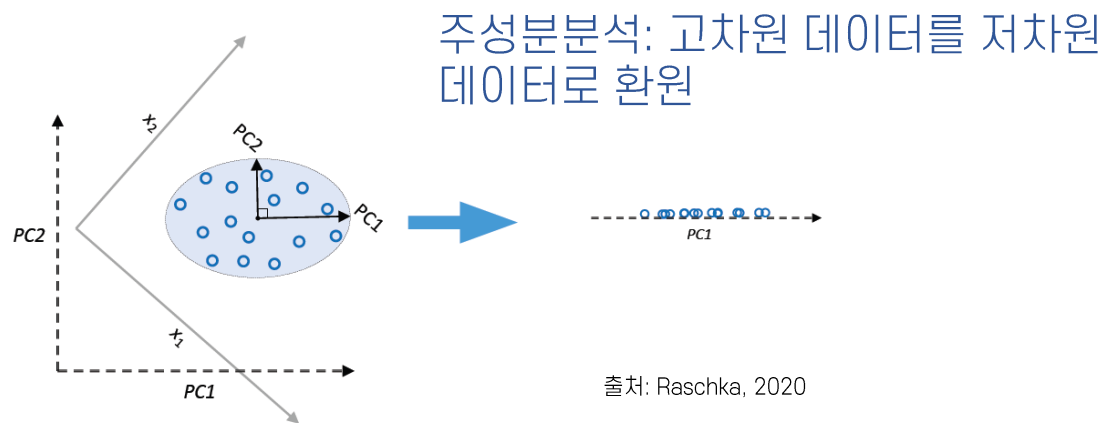 주성분분석: 고차원 데이터를 저차원
데이터로 환원
x2
PC2
PC1
PC2
x1
PC1
PC1
출처: Raschka, 2020